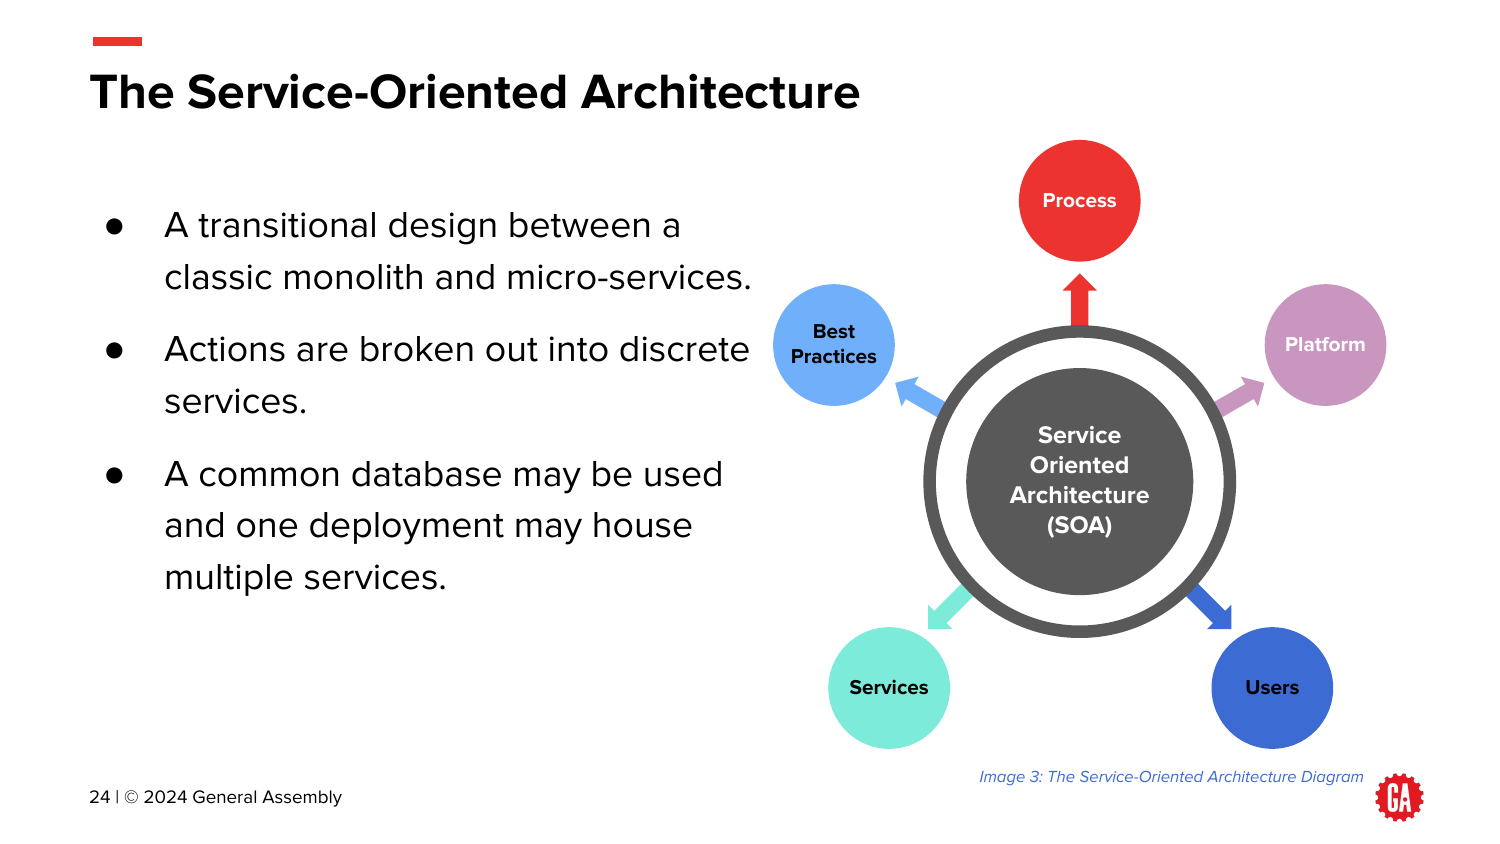 The Service-Oriented Architecture
● A transitional design between a
classic monolith and micro-services.
● Actions are broken out into discrete
services.
● A common database may be used
and one deployment may house
multiple services.
Process
Best
Practices
Platform
Service
Oriented
Architecture
(SOA)
Services
Users
Image 3: The Service-Oriented Architecture Diagram
24 | © 2024 General Assembly
GA